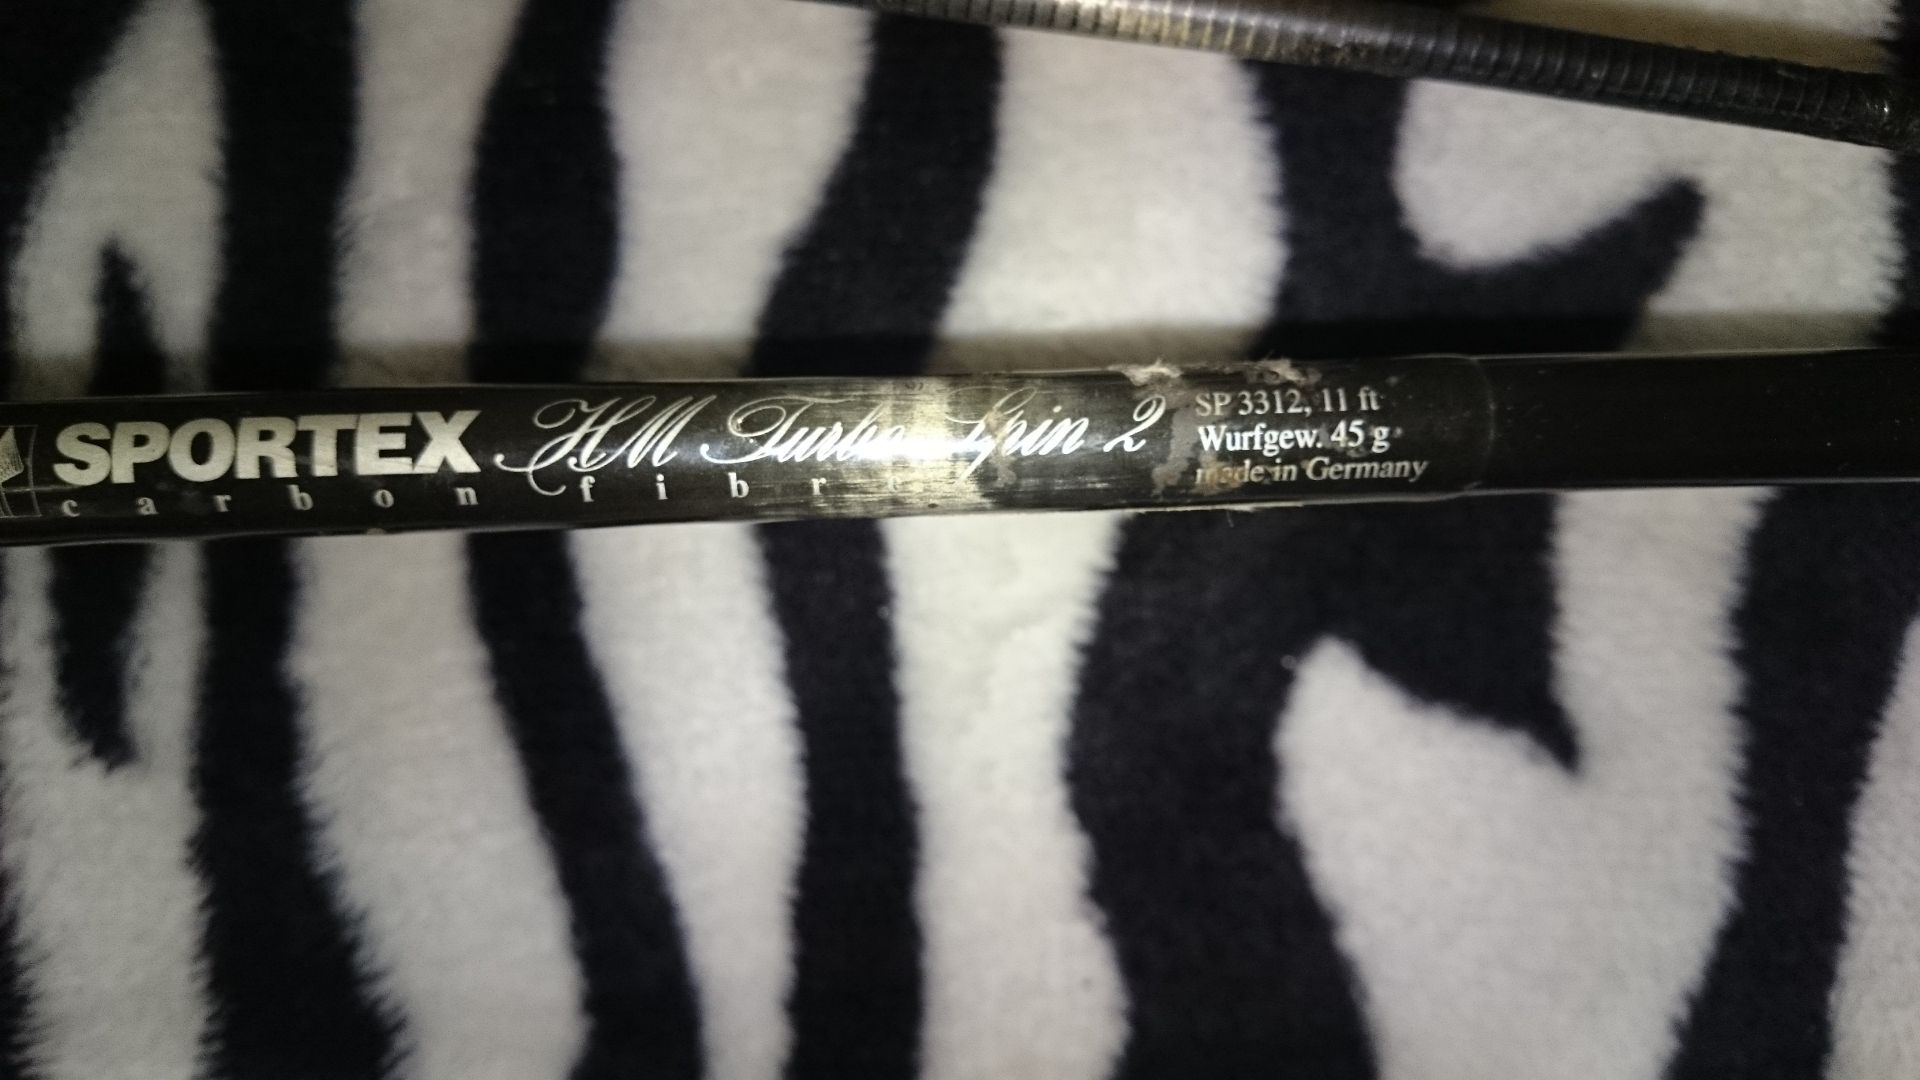 SPORTEX HM Turbo Spin 2
carbon fibre
SP 3312, 11 ft
Wurfgew. 45 g
made in Germany